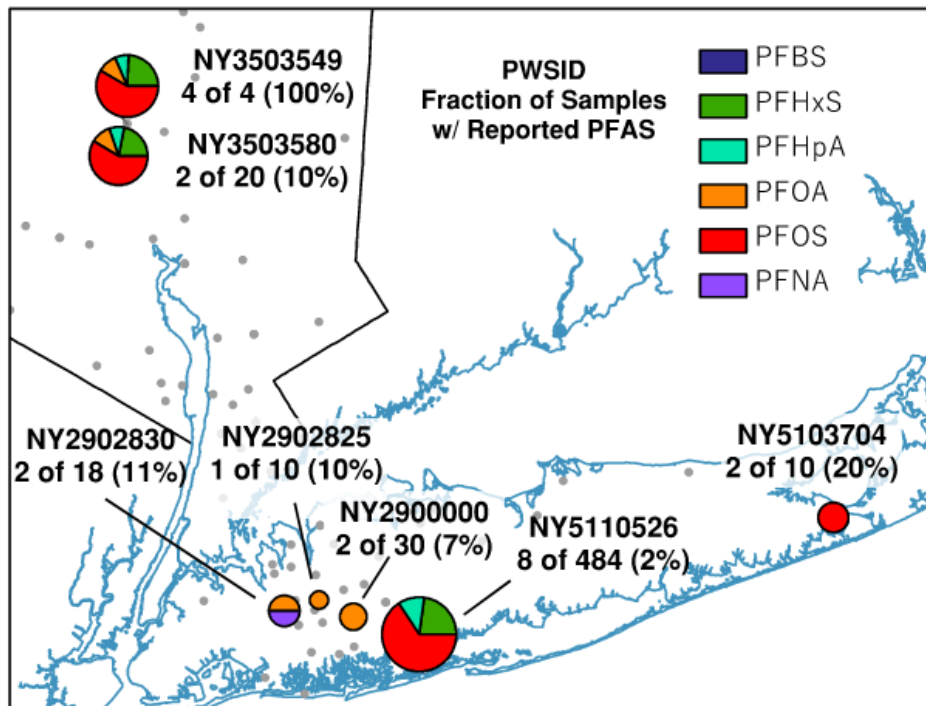 NY3503549
4 of 4 (100%)
NY3503580
2 of 20 (10%)
PWSID
Fraction of Samples
w/ Reported PFAS
PFBS
PFHxS
PFHpA
PFOA
PFOS
PFNA
NY2902830
2 of 18 (11%)
NY2902825
1 of 10 (10%)
NY2900000
2 of 30 (7%)
NY5110526
8 of 484 (2%)
NY5103704
2 of 10 (20%)